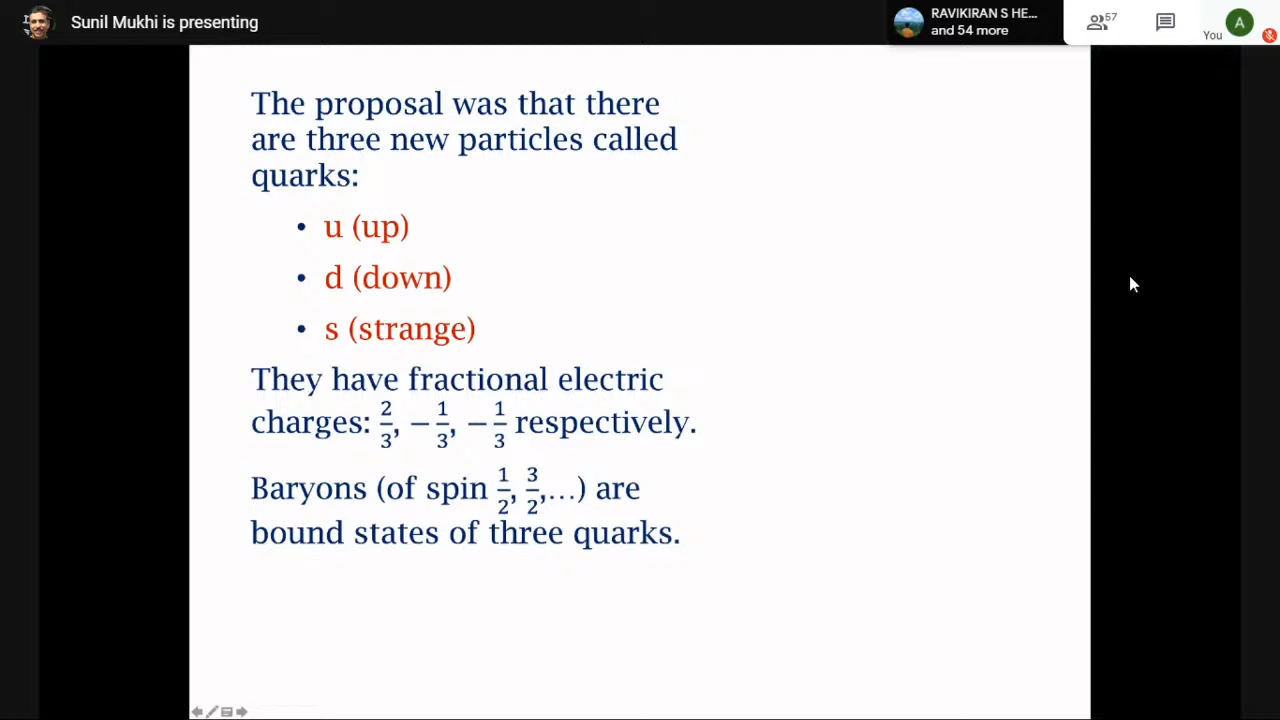 Sunil Mukhi is presenting
RAVIKIRAN S HE...
and 54 more
57
You
A
The proposal was that there
are three new particles called
quarks:
• u (up)
• d (down)
• s (strange)
They have fractional electric
charges: 2/3, −1/3, −1/3 respectively.
Baryons (of spin 1/2, 3/2,…) are
bound states of three quarks.